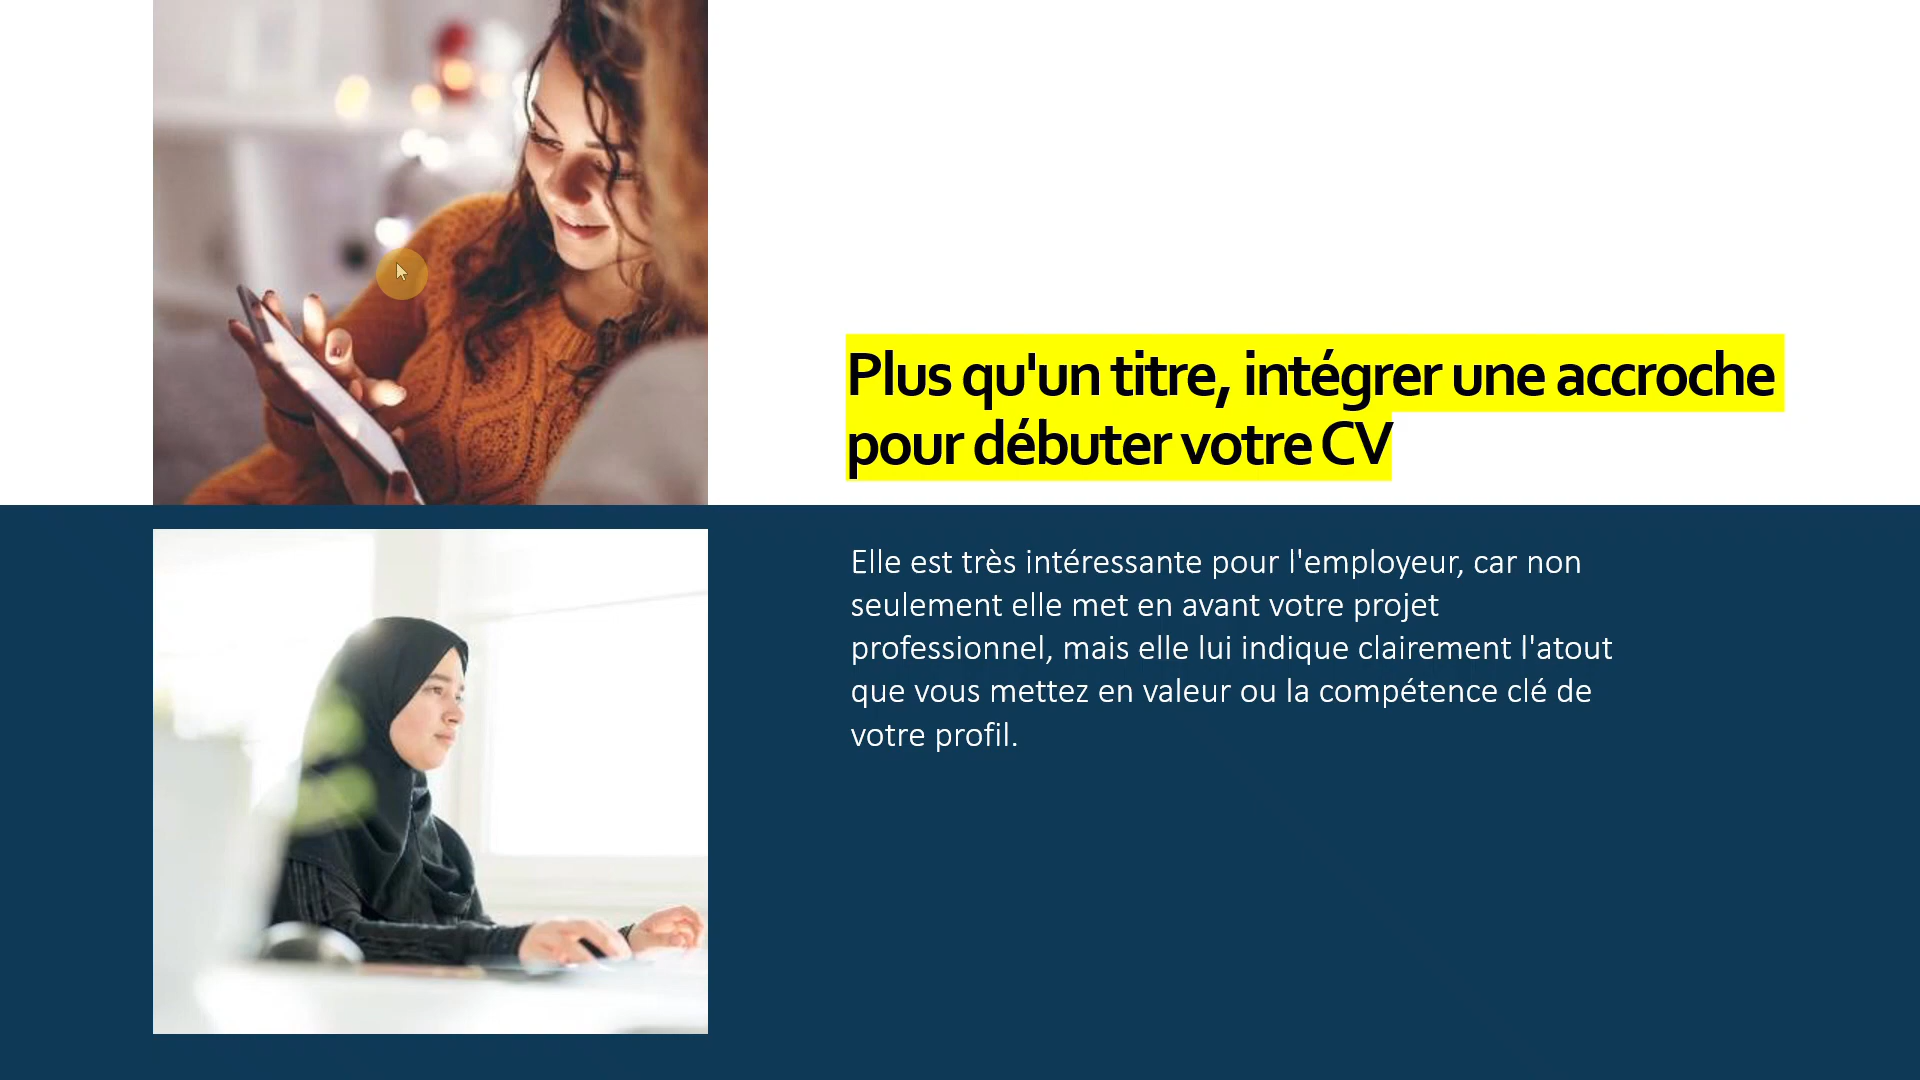 Plus qu'un titre, intégrer une accroche
pour débuter votre CV
Elle est très intéressante pour l'employeur, car non
seulement elle met en avant votre projet
professionnel, mais elle lui indique clairement l'atout
que vous mettez en valeur ou la compétence clé de
votre profil.